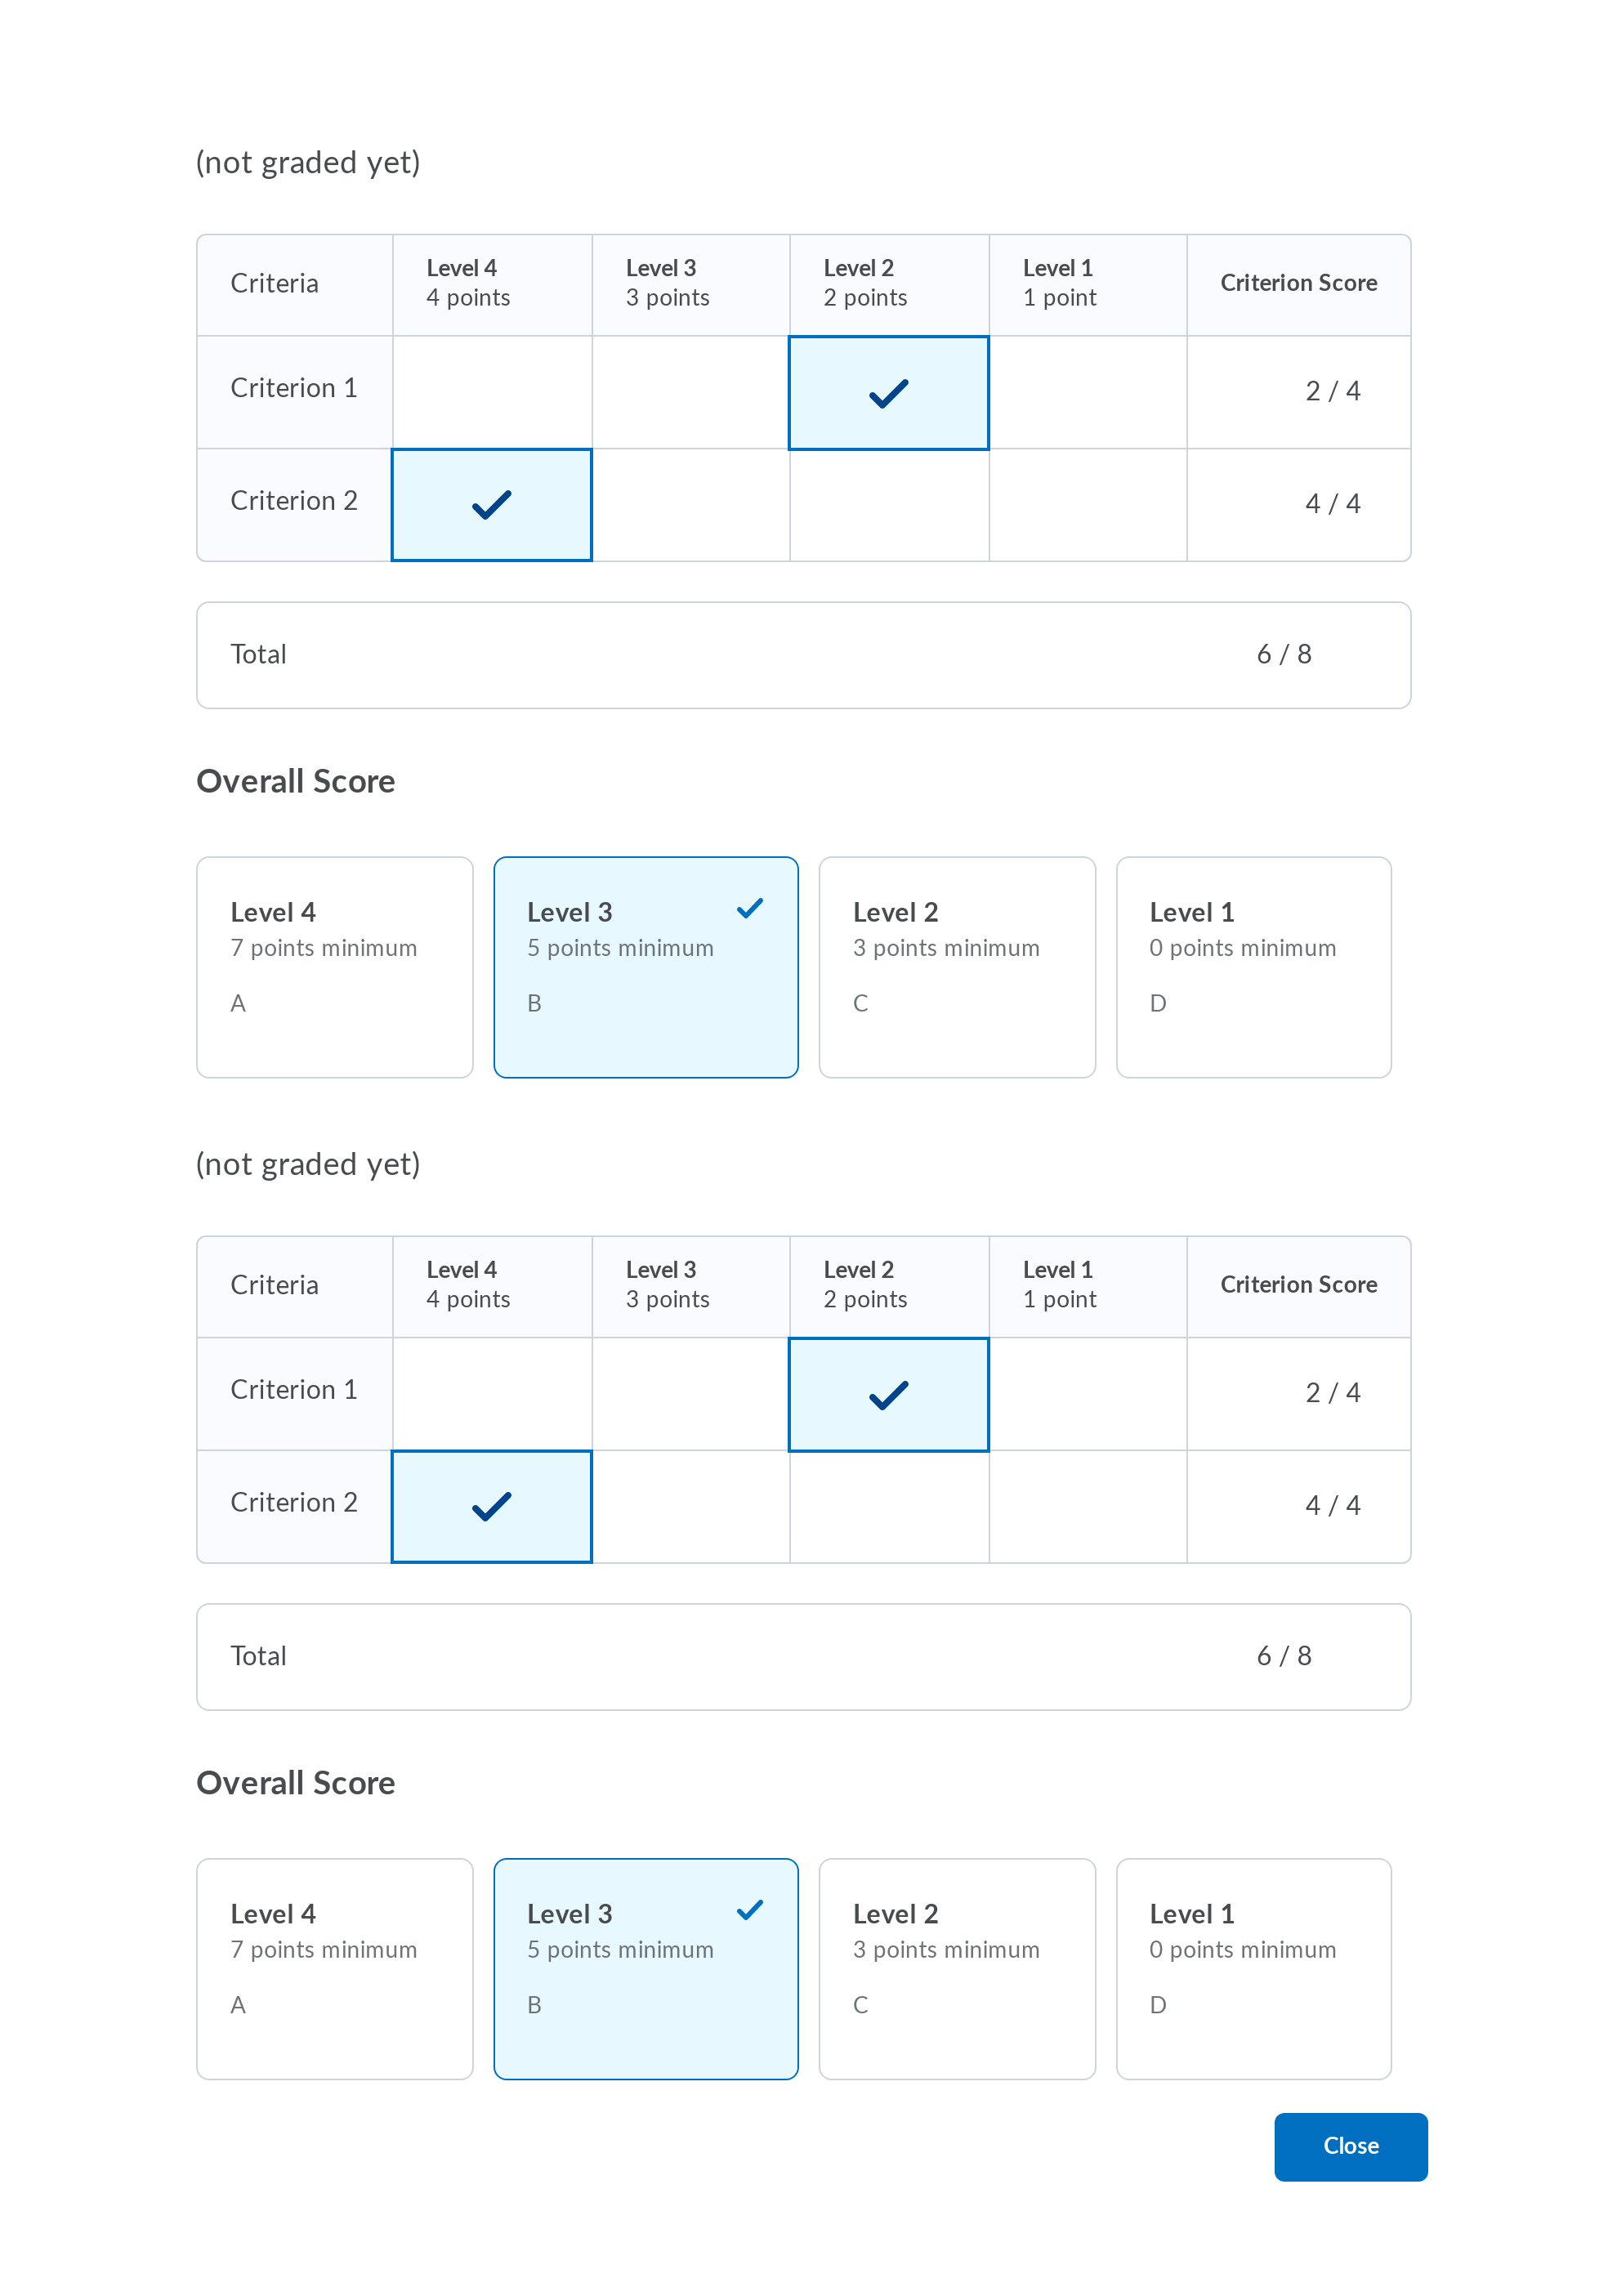 (not graded yet)
Criteria
Level 4
4 points
Level 3
3 points
Level 2
2 points
Level 1
1 point
Criterion Score
Criterion 1
2 / 4
Criterion 2
4 / 4
Total
6 / 8
Overall Score
Level 4
7 points minimum
A
Level 3
5 points minimum
B
Level 2
3 points minimum
C
Level 1
0 points minimum
D
(not graded yet)
Criteria
Level 4
4 points
Level 3
3 points
Level 2
2 points
Level 1
1 point
Criterion Score
Criterion 1
2 / 4
Criterion 2
4 / 4
Total
6 / 8
Overall Score
Level 4
7 points minimum
A
Level 3
5 points minimum
B
Level 2
3 points minimum
C
Level 1
0 points minimum
D
Close